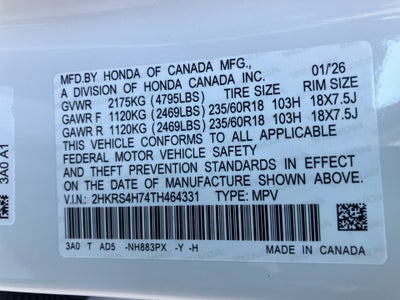 MFD.BY HONDA OF CANADA MFG.,
A DIVISION OF HONDA CANADA INC. 01/26
GVWR 2175KG (4795LBS) TIRE SIZE RIM SIZE
GAWR F 1120KG (2469LBS) 235/60R18 103H 18X7.5J
GAWR R 1120KG (2469LBS) 235/60R18 103H 18X7.5J
THIS VEHICLE CONFORMS TO ALL APPLICABLE
FEDERAL MOTOR VEHICLE SAFETY
AND THEFT PREVENTION STANDARDS IN EFFECT
ON THE DATE OF MANUFACTURE SHOWN ABOVE.
V.I.N.: 2HKRS4H74TH464331 TYPE: MPV
3A0 T AD5 -NH883PX -Y -H MADE IN CANADA
3A0 A1